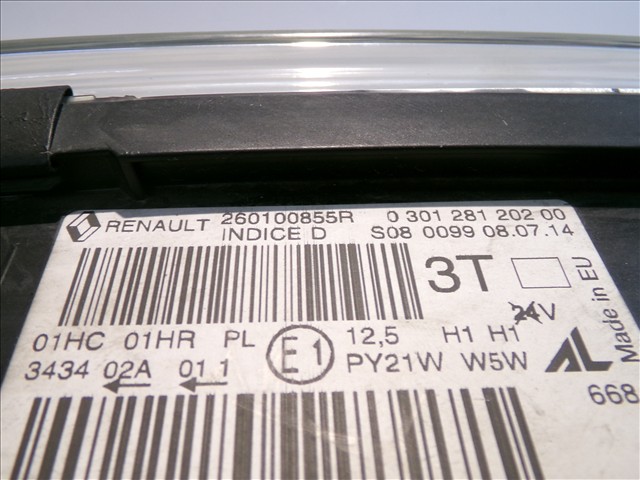 RENAULT 260100855R 0 301 281 202 00
INDICE D S08 0099 08.07.14
3T
24V
Made in EU
01HC 01HR PL E1 12,5 H1 H1
3434 02A 01 1 PY21W W5W
AL
668